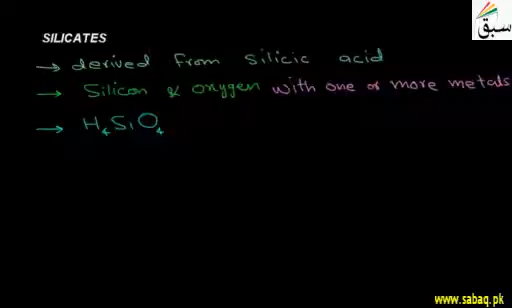 سبق
SILICATES
→ derived from silicic acid
→ Silicon & oxygen with one or more metals
→ H₄SiO₄
www.sabaq.pk